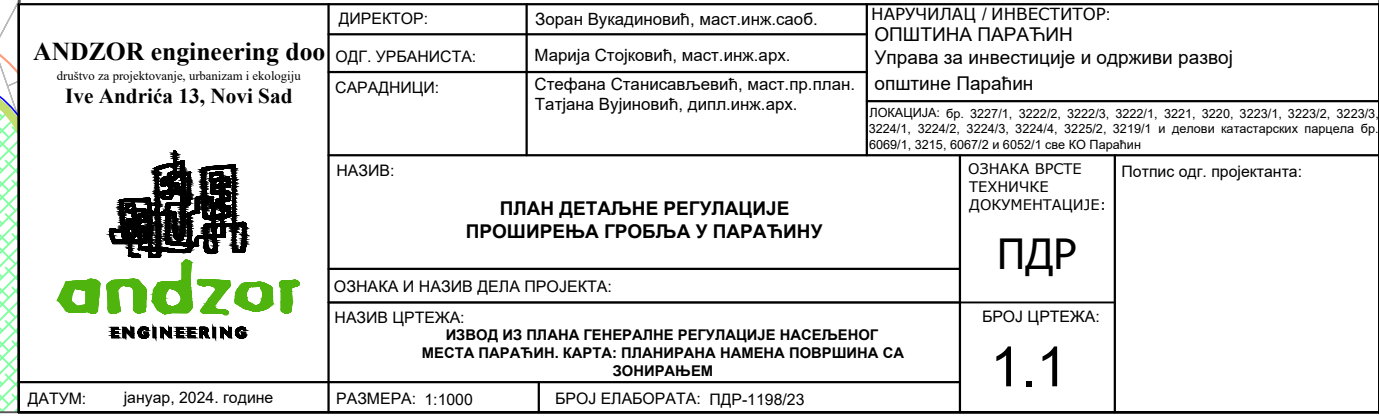 ANDZOR engineering doo
društvo za projektovanje, urbanizam i ekologiju
Ive Andrića 13, Novi Sad
andzor
ENGINEERING
ДИРЕКТОР:
Зоран Вукадиновић, маст.инж.саоб.
ОДГ. УРБАНИСТА:
Марија Стојковић, маст.инж.арх.
САРАДНИЦИ:
Стефана Станисављевић, маст.пр.план.
Татјана Вујиновић, дипл.инж.арх.
НАРУЧИЛАЦ / ИНВЕСТИТОР:
ОПШТИНА ПАРАЋИН
Управа за инвестиције и одрживи развој
општине Параћин
ЛОКАЦИЈА: бр. 3227/1, 3222/2, 3222/3, 3222/1, 3221, 3220, 3223/1, 3223/2, 3223/3,
3224/1, 3224/2, 3224/3, 3224/4, 3225/2, 3219/1 и делови катастарских парцела бр.
6069/1, 3215, 6067/2 и 6052/1 све КО Параћин
НАЗИВ:
ПЛАН ДЕТАЉНЕ РЕГУЛАЦИЈЕ
ПРОШИРЕЊА ГРОБЉА У ПАРАЋИНУ
ОЗНАКА ВРСТЕ
ТЕХНИЧКЕ
ДОКУМЕНТАЦИЈЕ:
ПДР
Потпис одг. пројектанта:
ОЗНАКА И НАЗИВ ДЕЛА ПРОЈЕКТА:
НАЗИВ ЦРТЕЖА:
ИЗВОД ИЗ ПЛАНА ГЕНЕРАЛНЕ РЕГУЛАЦИЈЕ НАСЕЉЕНОГ
МЕСТА ПАРАЋИН. КАРТА: ПЛАНИРАНА НАМЕНА ПОВРШИНА СА
ЗОНИРАЊЕМ
БРОЈ ЦРТЕЖА:
1.1
ДАТУМ: јануар, 2024. године
РАЗМЕРА: 1:1000
БРОЈ ЕЛАБОРАТА: ПДР-1198/23